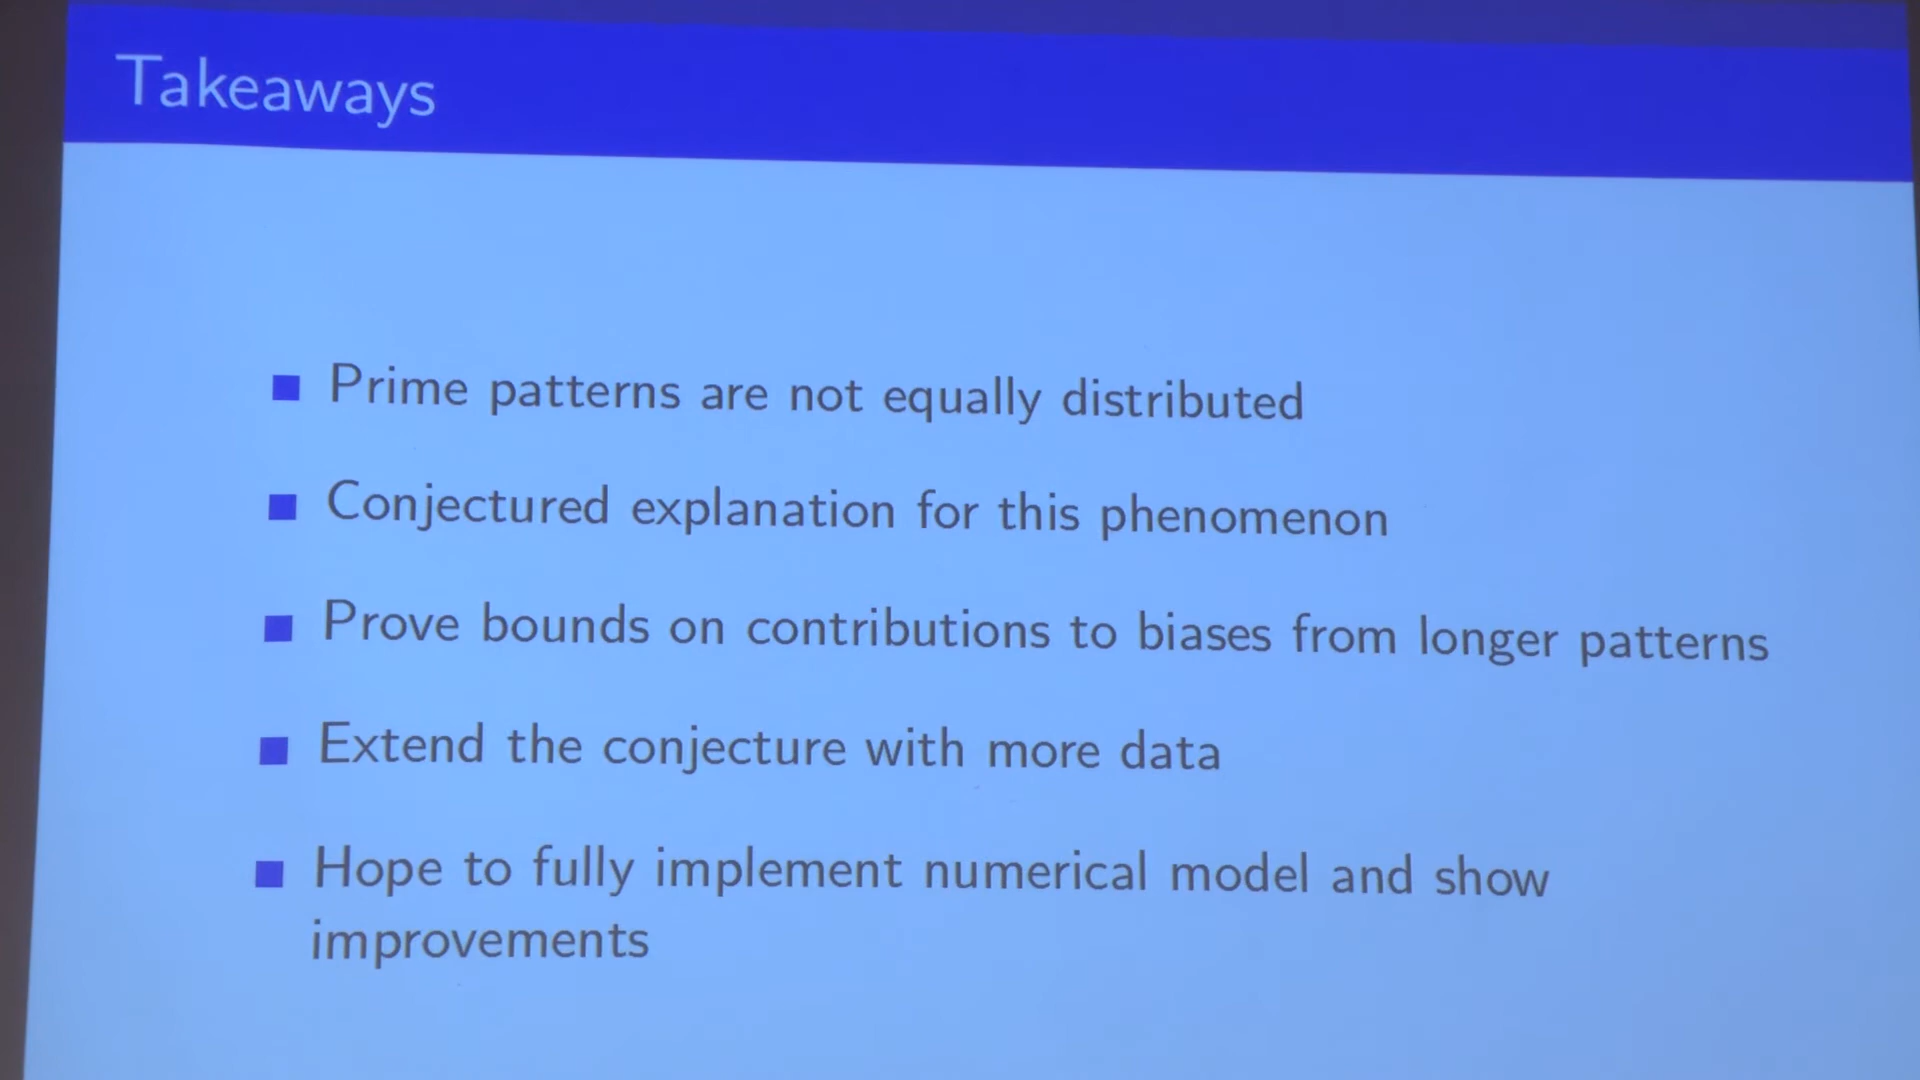 Takeaways
Prime patterns are not equally distributed
Conjectured explanation for this phenomenon
Prove bounds on contributions to biases from longer patterns
Extend the conjecture with more data
Hope to fully implement numerical model and show
improvements